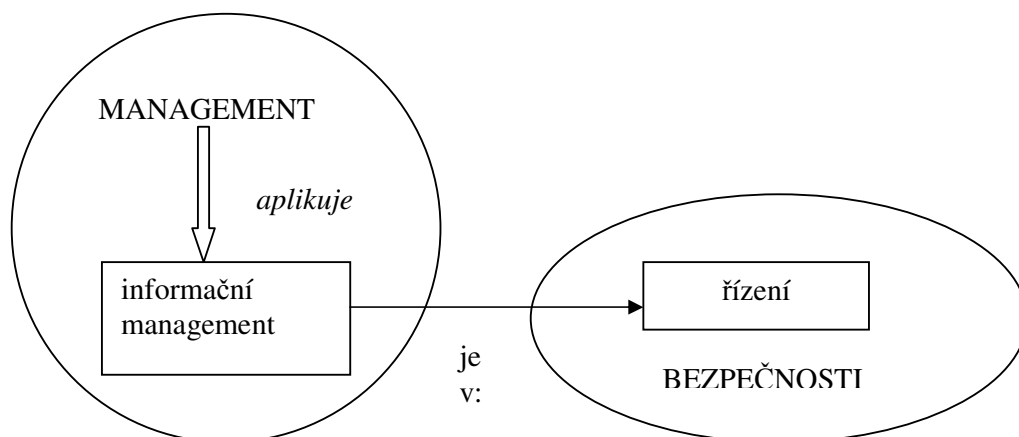 MANAGEMENT
aplikuje
informační
management
je
v:
řízení
BEZPEČNOSTI